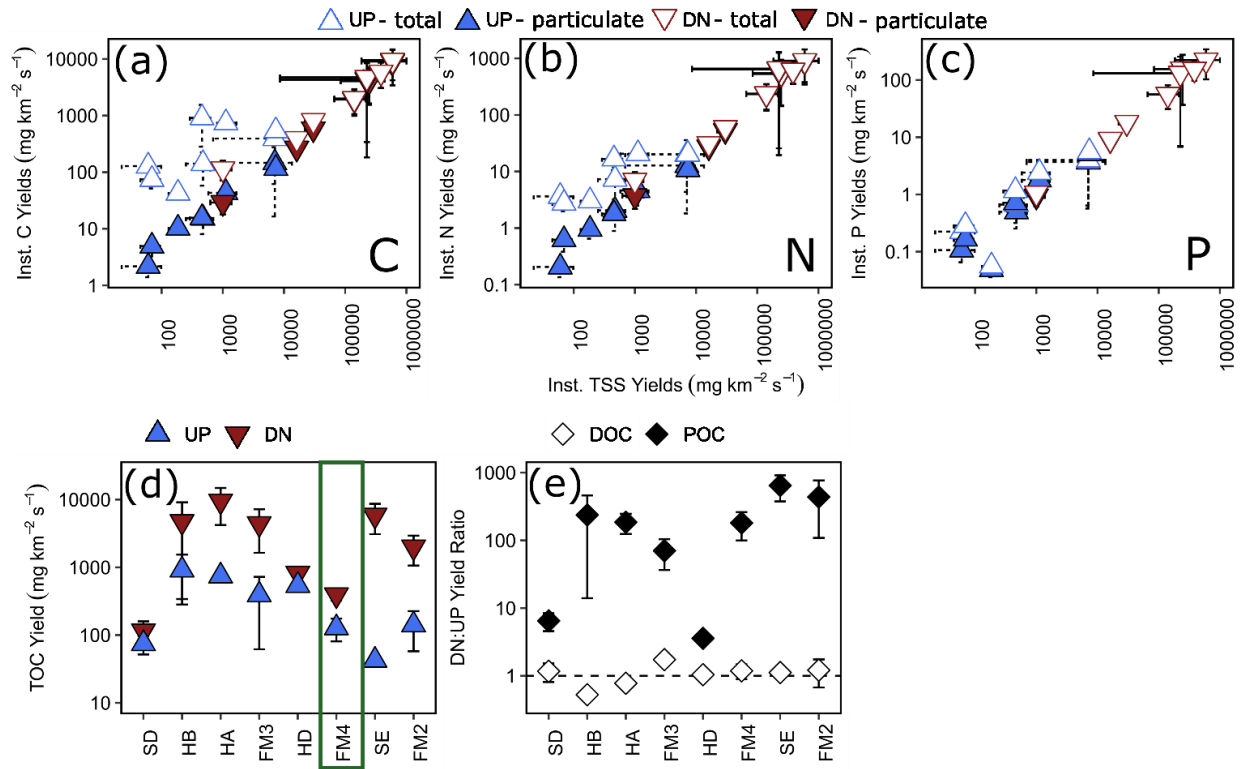 UP - total UP - particulate DN - total DN - particulate
(a) (b) (c)
Inst. C Yields (mg km⁻² s⁻¹)
10000
1000
100
10
1
C
100 1000 10000 100000 1000000
Inst. N Yields (mg km⁻² s⁻¹)
1000
100
10
1
0.1
N
100 1000 10000 100000 1000000
Inst. P Yields (mg km⁻² s⁻¹)
100
10
1
0.1
P
100 1000 10000 100000 1000000
Inst. TSS Yields (mg km⁻² s⁻¹)
UP DN
(d)
TOC Yield (mg km⁻² s⁻¹)
10000
1000
100
10
SD HB HA FM3 HD FM4 SE FM2
DOC POC
(e)
DN:UP Yield Ratio
1000
100
10
1
SD HB HA FM3 HD FM4 SE FM2